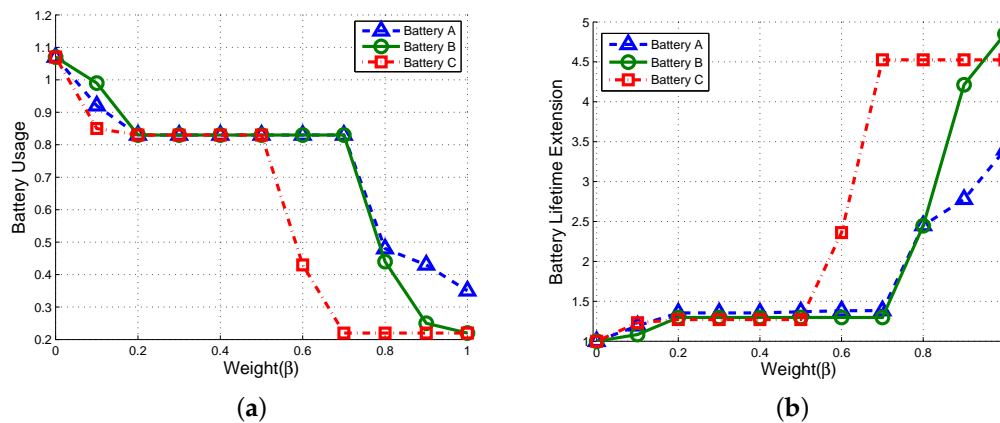 1.2
1.1
1
0.9
0.8
0.7
0.6
0.5
0.4
0.3
0.2
0 0.2 0.4 0.6 0.8 1
Battery Usage
Weight(β)
Battery A
Battery B
Battery C
(a)
5
4.5
4
3.5
3
2.5
2
1.5
1
0 0.2 0.4 0.6 0.8
Battery Lifetime Extension
Weight(β)
Battery A
Battery B
Battery C
(b)